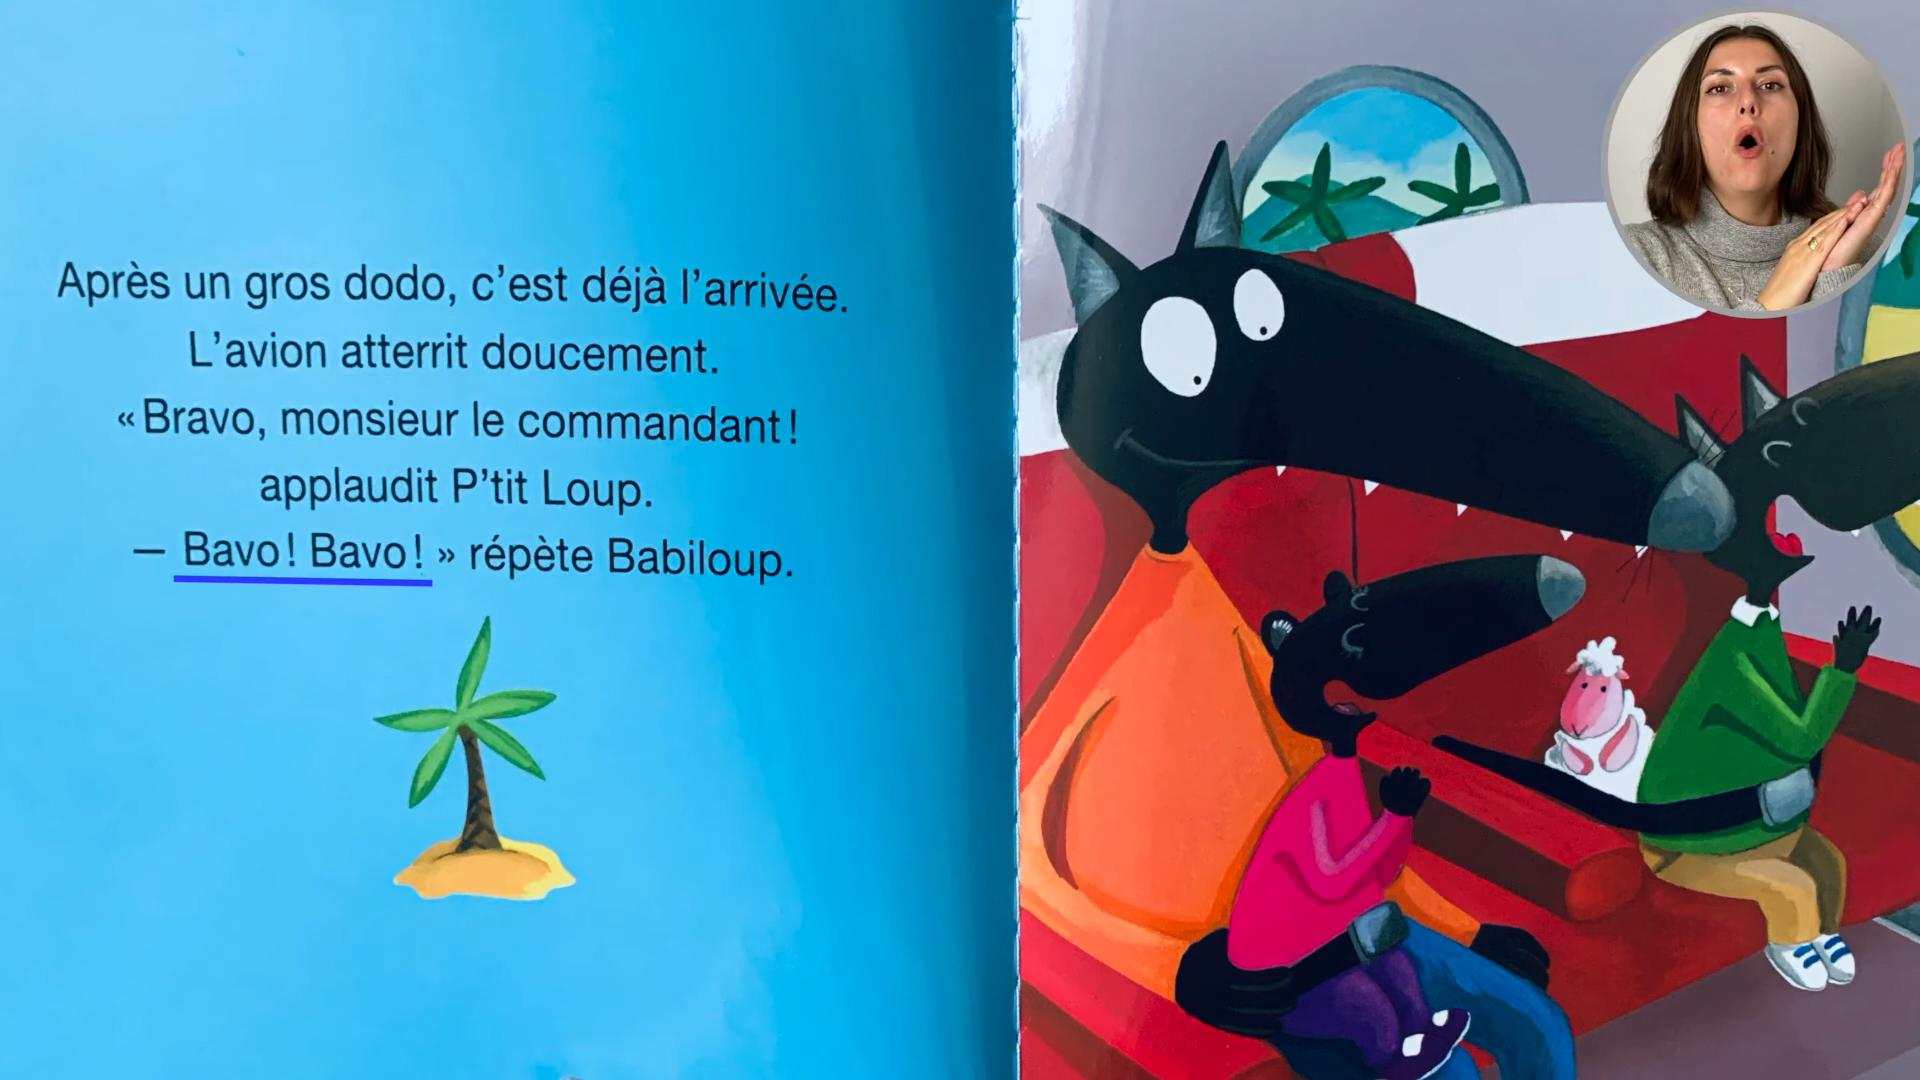 Après un gros dodo, c'est déjà l'arrivée.
L'avion atterrit doucement.
« Bravo, monsieur le commandant !
applaudit P'tit Loup.
— Bavo ! Bavo ! » répète Babiloup.